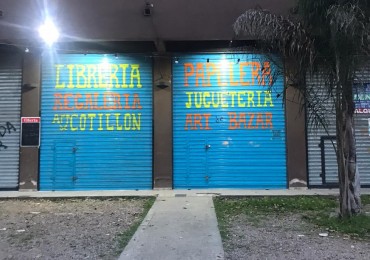 LIBRERIA
REGALERIA
COTILLON
PAPELERA
JUGUETERIA
ART BAZAR